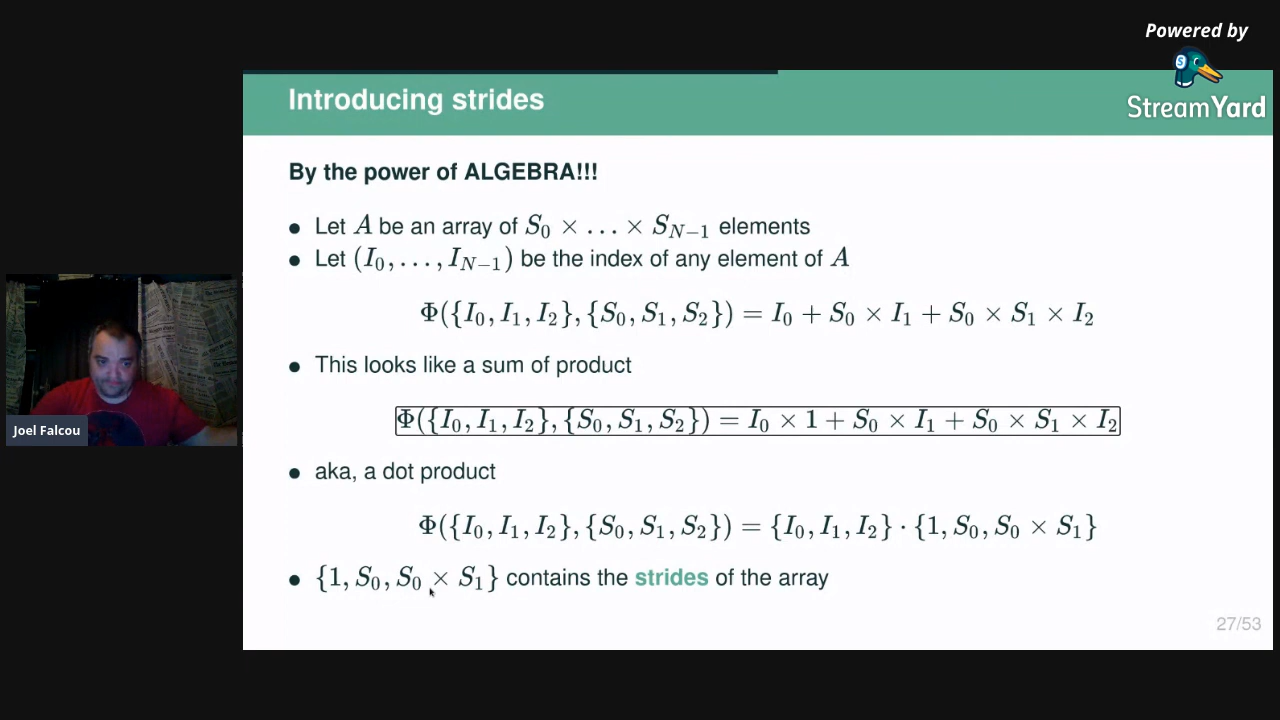 Powered by
StreamYard
Introducing strides
By the power of ALGEBRA!!!
● Let A be an array of S₀ × … × S_{N−1} elements
● Let (I₀, …, I_{N−1}) be the index of any element of A
Φ({I₀, I₁, I₂}, {S₀, S₁, S₂}) = I₀ + S₀ × I₁ + S₀ × S₁ × I₂
● This looks like a sum of product
Φ({I₀, I₁, I₂}, {S₀, S₁, S₂}) = I₀ × 1 + S₀ × I₁ + S₀ × S₁ × I₂
● aka, a dot product
Φ({I₀, I₁, I₂}, {S₀, S₁, S₂}) = {I₀, I₁, I₂} · {1, S₀, S₀ × S₁}
● {1, S₀, S₀ × S₁} contains the strides of the array
27/53
Joel Falcou